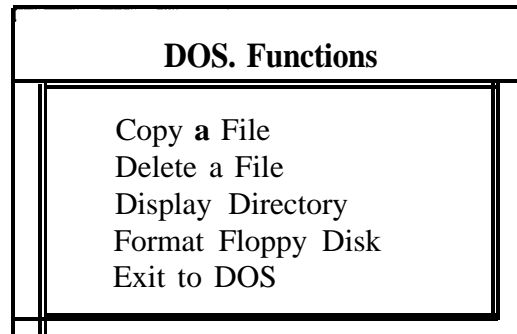 DOS. Functions
Copy a File
Delete a File
Display Directory
Format Floppy Disk
Exit to DOS